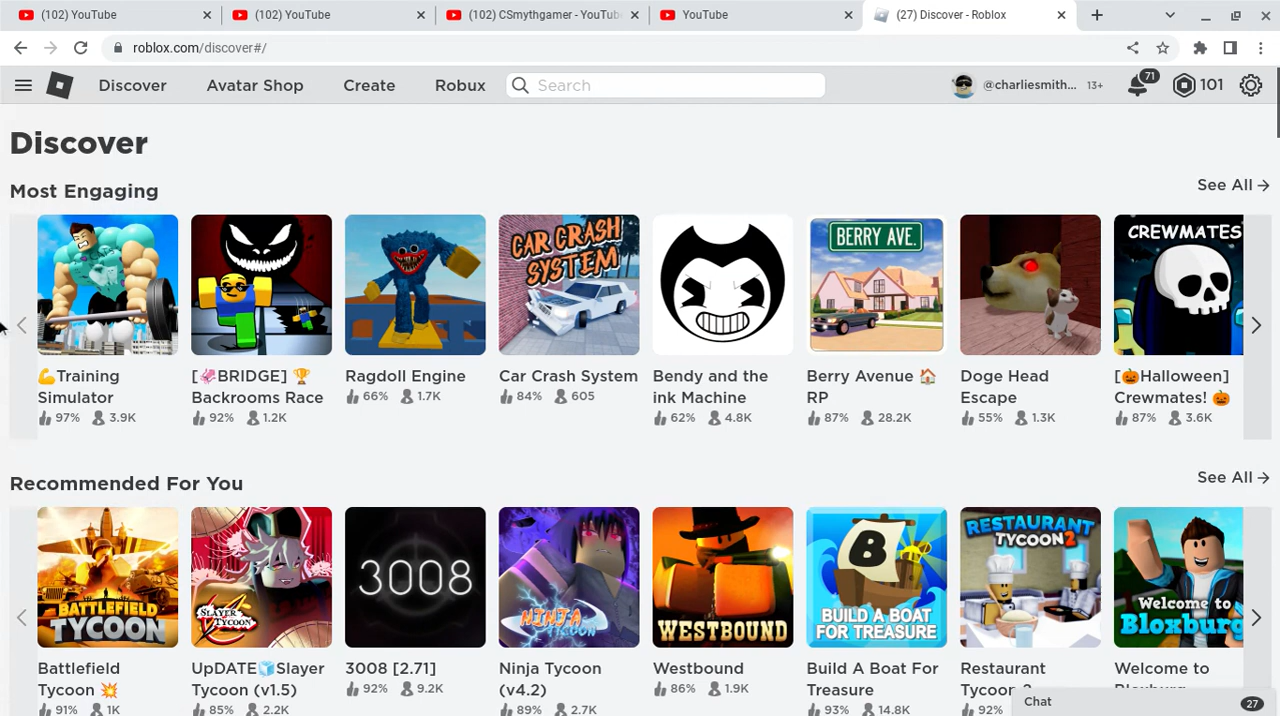 (102) YouTube
(102) YouTube
(102) CSmythgamer - YouTub
YouTube
(27) Discover - Roblox
roblox.com/discover#/
Discover
Avatar Shop
Create
Robux
Search
@charliesmith...
13+
71
101
Discover
Most Engaging
See All →
CAR CRASH SYSTEM
BERRY AVE.
CREWMATES
💪Training Simulator
[🦑BRIDGE] 🏆 Backrooms Race
Ragdoll Engine
Car Crash System
Bendy and the ink Machine
Berry Avenue 🏠 RP
Doge Head Escape
[🎃Halloween] Crewmates! 🎃
97% 3.9K
92% 1.2K
66% 1.7K
84% 605
62% 4.8K
87% 28.2K
55% 1.3K
87% 3.6K
Recommended For You
See All →
BATTLEFIELD TYCOON
SLAYER TYCOON
3008
NINJA TYCOON
WESTBOUND
B BUILD A BOAT FOR TREASURE
RESTAURANT TYCOON 2
Welcome to Bloxburg
Battlefield Tycoon 💥
UpDATE🧊Slayer Tycoon (v1.5)
3008 [2.71]
Ninja Tycoon (v4.2)
Westbound
Build A Boat For Treasure
Restaurant Tycoon 2
Welcome to Bloxburg
91% 1K
85% 2.2K
92% 9.2K
89% 2.7K
86% 1.9K
93% 14.8K
92%
Chat
27